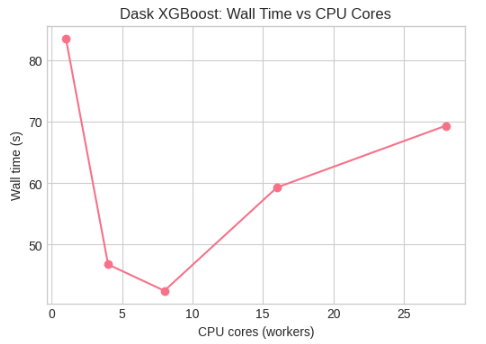 Dask XGBoost: Wall Time vs CPU Cores
Wall time (s)
80
70
60
50
0 5 10 15 20 25
CPU cores (workers)